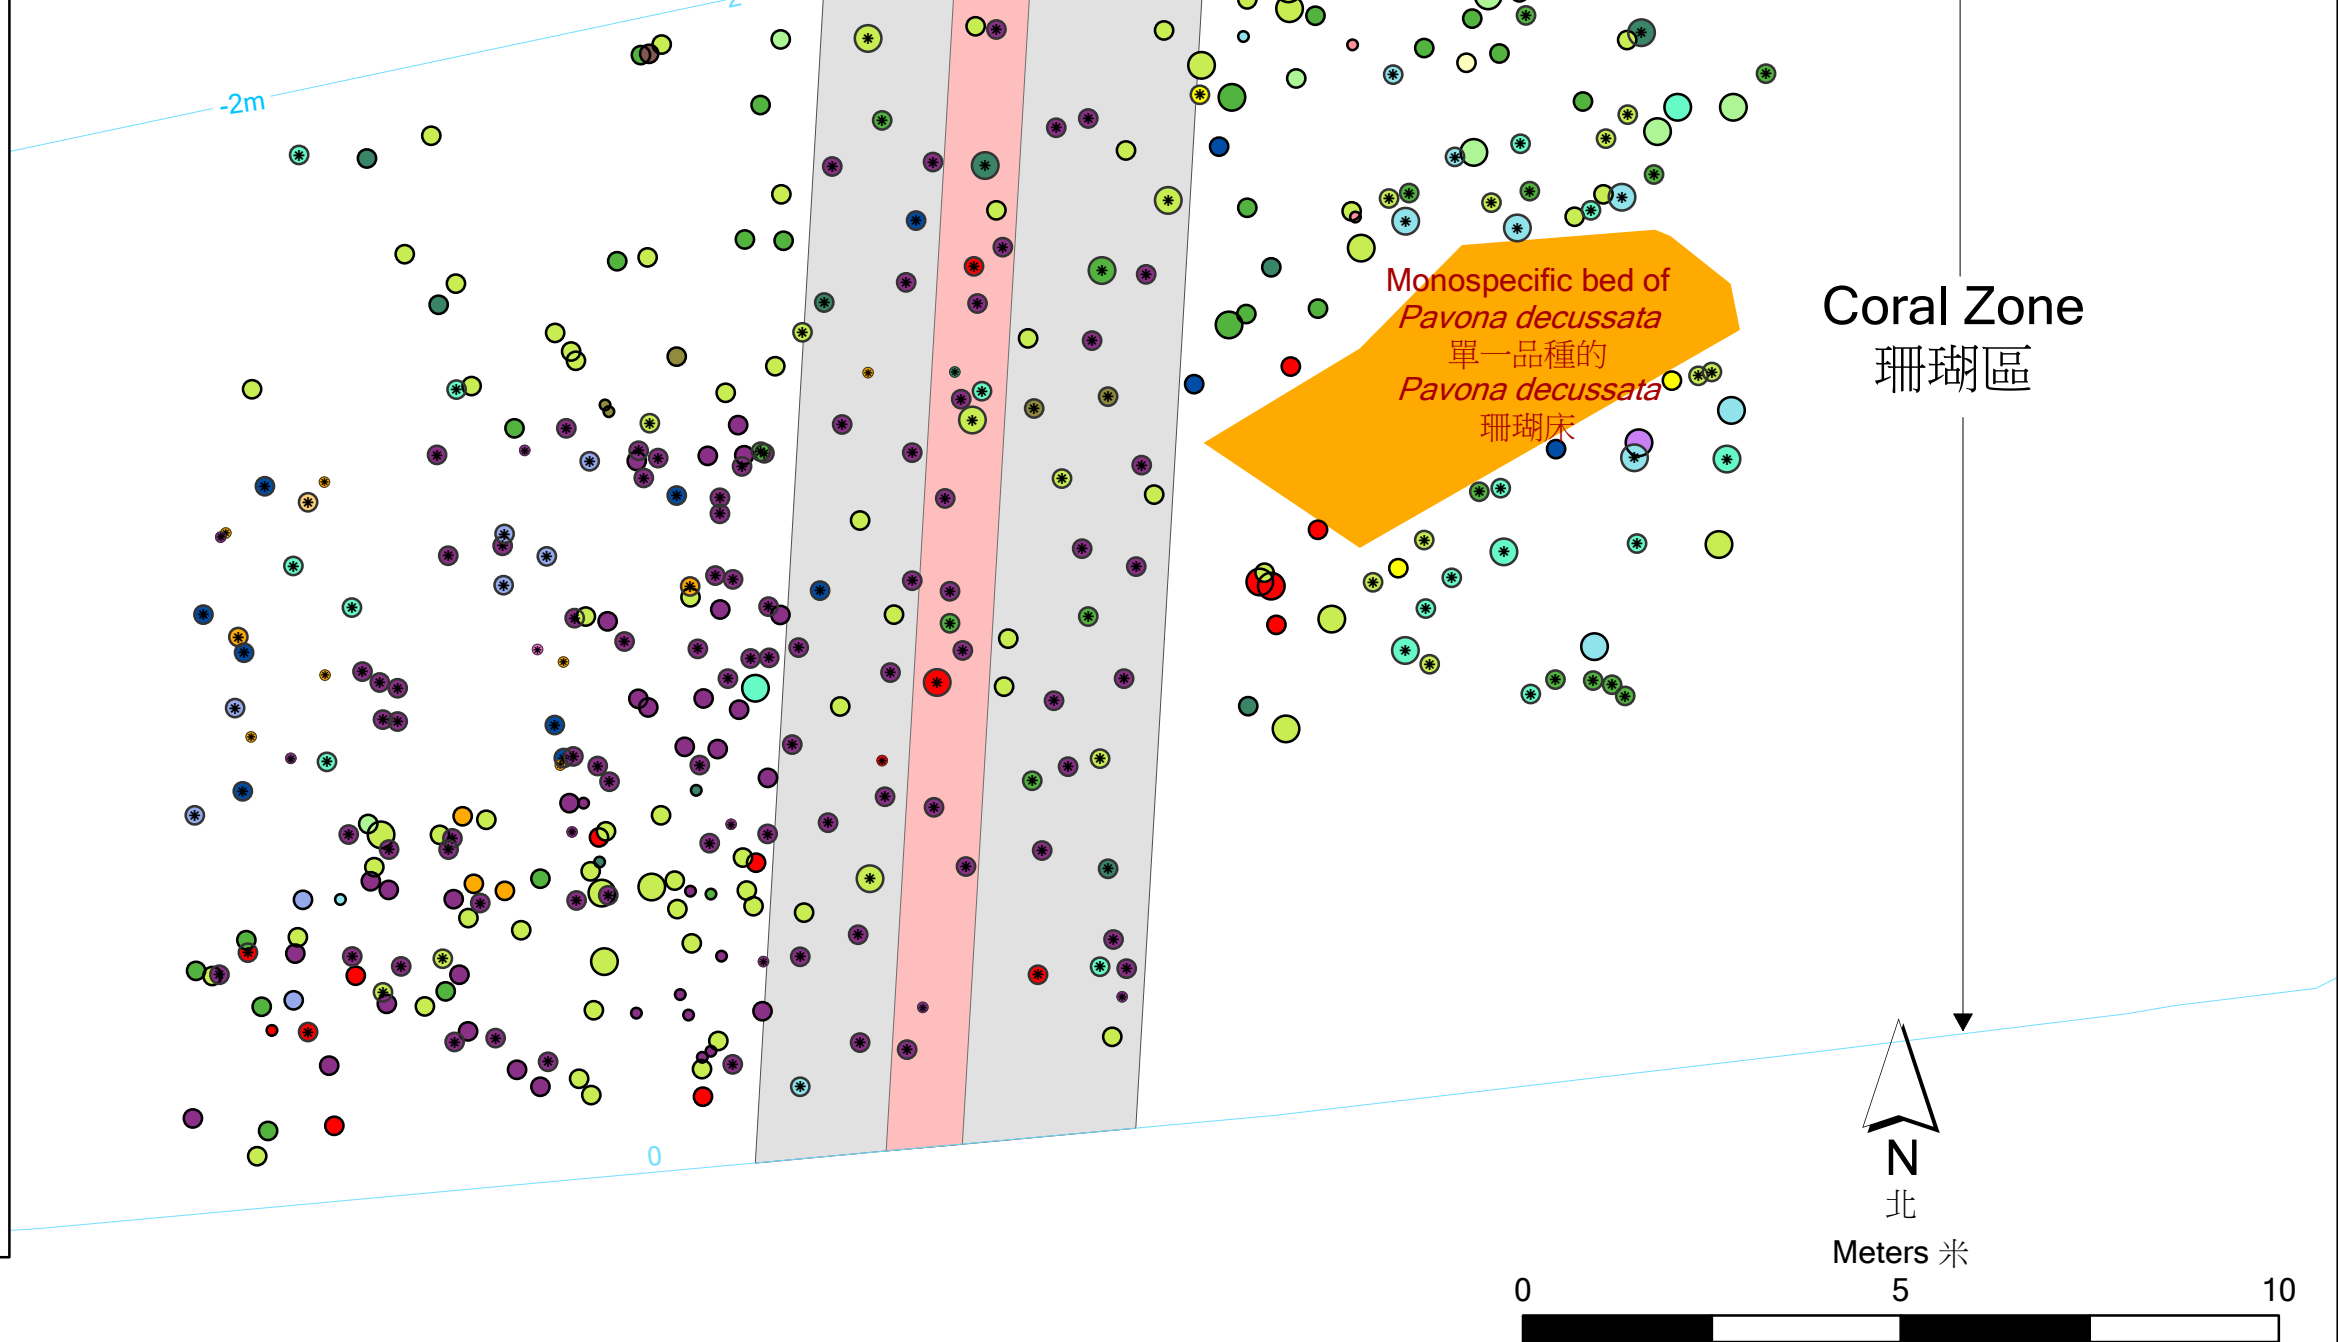 -2m
Monospecific bed of
Pavona decussata
單一品種的
Pavona decussata
珊瑚床
Coral Zone
珊瑚區
0
N
北
Meters 米
0 5 10